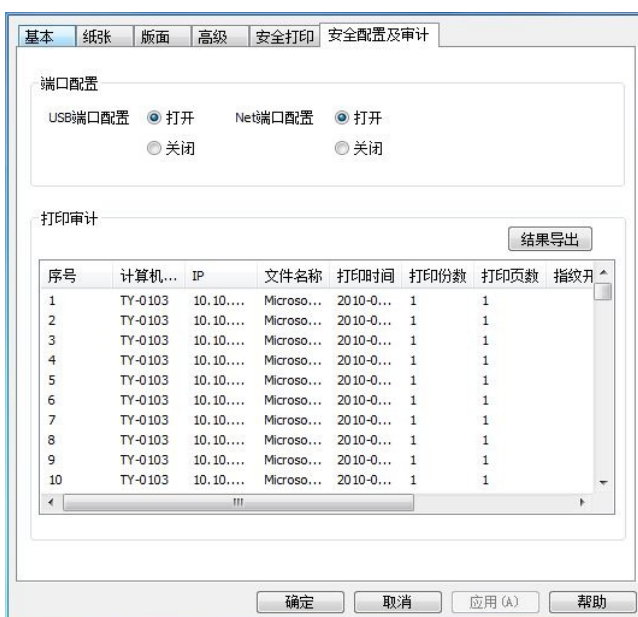 基本 纸张 版面 高级 安全打印 安全配置及审计
端口配置
USB端口配置 打开 Net端口配置 打开
关闭 关闭
打印审计
结果导出
序号 计算机... IP 文件名称 打印时间 打印份数 打印页数 指纹开
1 TY-0103 10.10.... Microso... 2010-0... 1 1
2 TY-0103 10.10.... Microso... 2010-0... 1 1
3 TY-0103 10.10.... Microso... 2010-0... 1 1
4 TY-0103 10.10.... Microso... 2010-0... 1 1
5 TY-0103 10.10.... Microso... 2010-0... 1 1
6 TY-0103 10.10.... Microso... 2010-0... 1 1
7 TY-0103 10.10.... Microso... 2010-0... 1 1
8 TY-0103 10.10.... Microso... 2010-0... 1 1
9 TY-0103 10.10.... Microso... 2010-0... 1 1
10 TY-0103 10.10.... Microso... 2010-0... 1 1
确定 取消 应用(A) 帮助